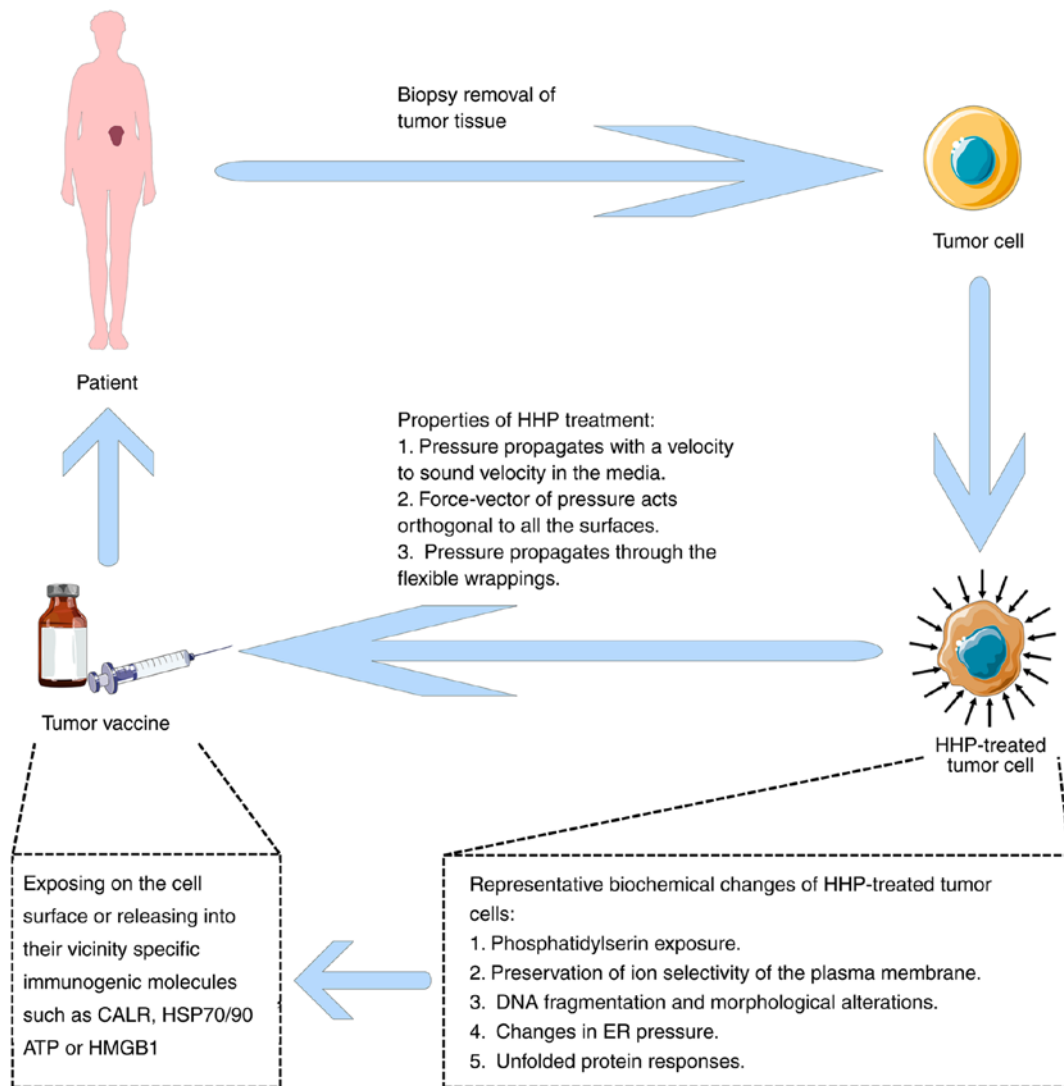 Biopsy removal of
tumor tissue
Tumor cell
Patient
Properties of HHP treatment:
1. Pressure propagates with a velocity
to sound velocity in the media.
2. Force-vector of pressure acts
orthogonal to all the surfaces.
3. Pressure propagates through the
flexible wrappings.
Tumor vaccine
HHP-treated
tumor cell
Exposing on the cell
surface or releasing into
their vicinity specific
immunogenic molecules
such as CALR, HSP70/90
ATP or HMGB1
Representative biochemical changes of HHP-treated tumor
cells:
1. Phosphatidylserin exposure.
2. Preservation of ion selectivity of the plasma membrane.
3. DNA fragmentation and morphological alterations.
4. Changes in ER pressure.
5. Unfolded protein responses.